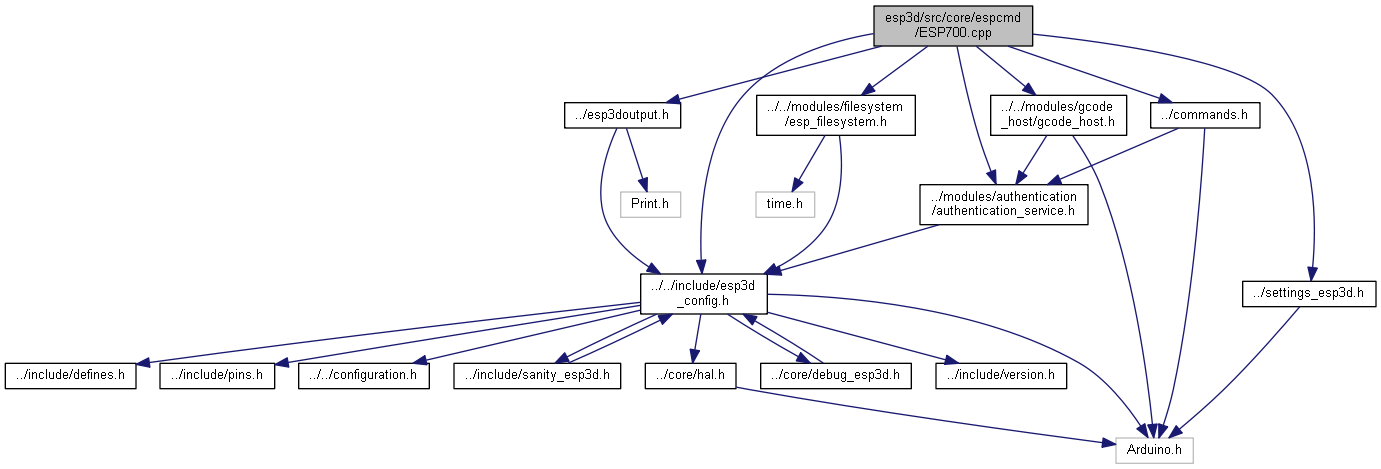 esp3d/src/core/espcmd
/ESP700.cpp
../esp3doutput.h
../../modules/filesystem
/esp_filesystem.h
../../modules/gcode
_host/gcode_host.h
../commands.h
Print.h
time.h
../modules/authentication
/authentication_service.h
../../include/esp3d
_config.h
../settings_esp3d.h
../include/defines.h
../include/pins.h
../../configuration.h
../include/sanity_esp3d.h
../core/hal.h
../core/debug_esp3d.h
../include/version.h
Arduino.h